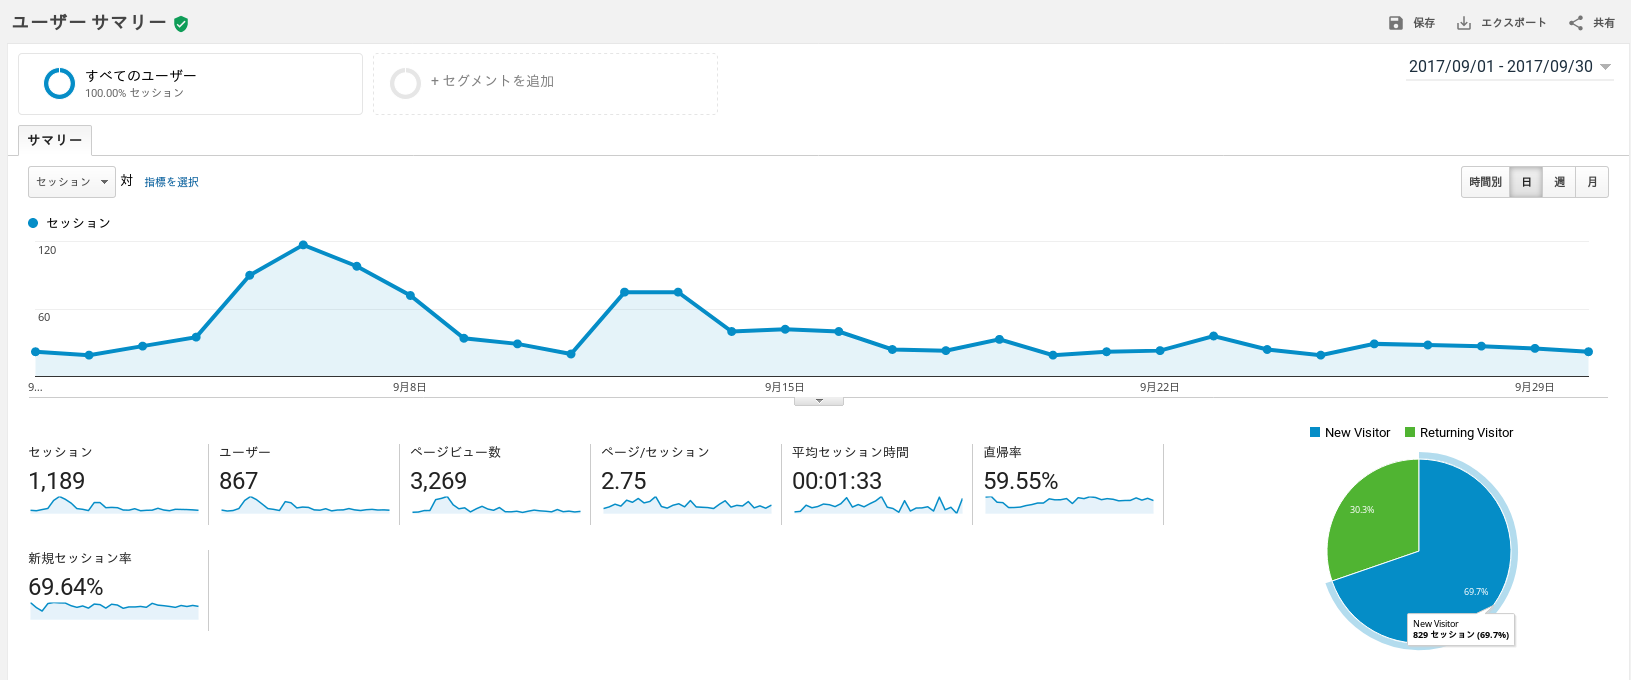 ユーザー サマリー
保存
エクスポート
共有
すべてのユーザー
100.00% セッション
+ セグメントを追加
2017/09/01 - 2017/09/30
サマリー
セッション
対
指標を選択
時間別
日
週
月
セッション
120
60
9...
9月8日
9月15日
9月22日
9月29日
セッション
1,189
ユーザー
867
ページビュー数
3,269
ページ/セッション
2.75
平均セッション時間
00:01:33
直帰率
59.55%
新規セッション率
69.64%
New Visitor
Returning Visitor
30.3%
69.7%
New Visitor
829 セッション (69.7%)